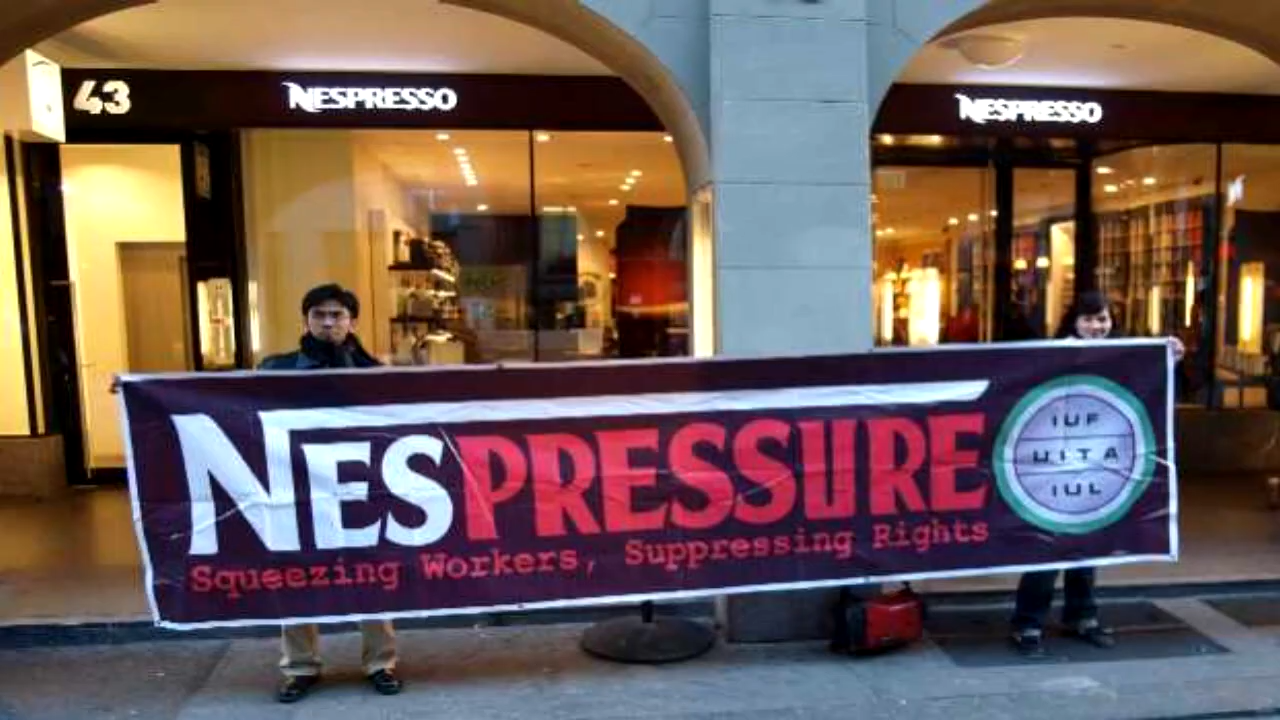 43
NESPRESSO
NESPRESSO
NESPRESSURE
Squeezing Workers, Suppressing Rights
IUF
UITA
IUL